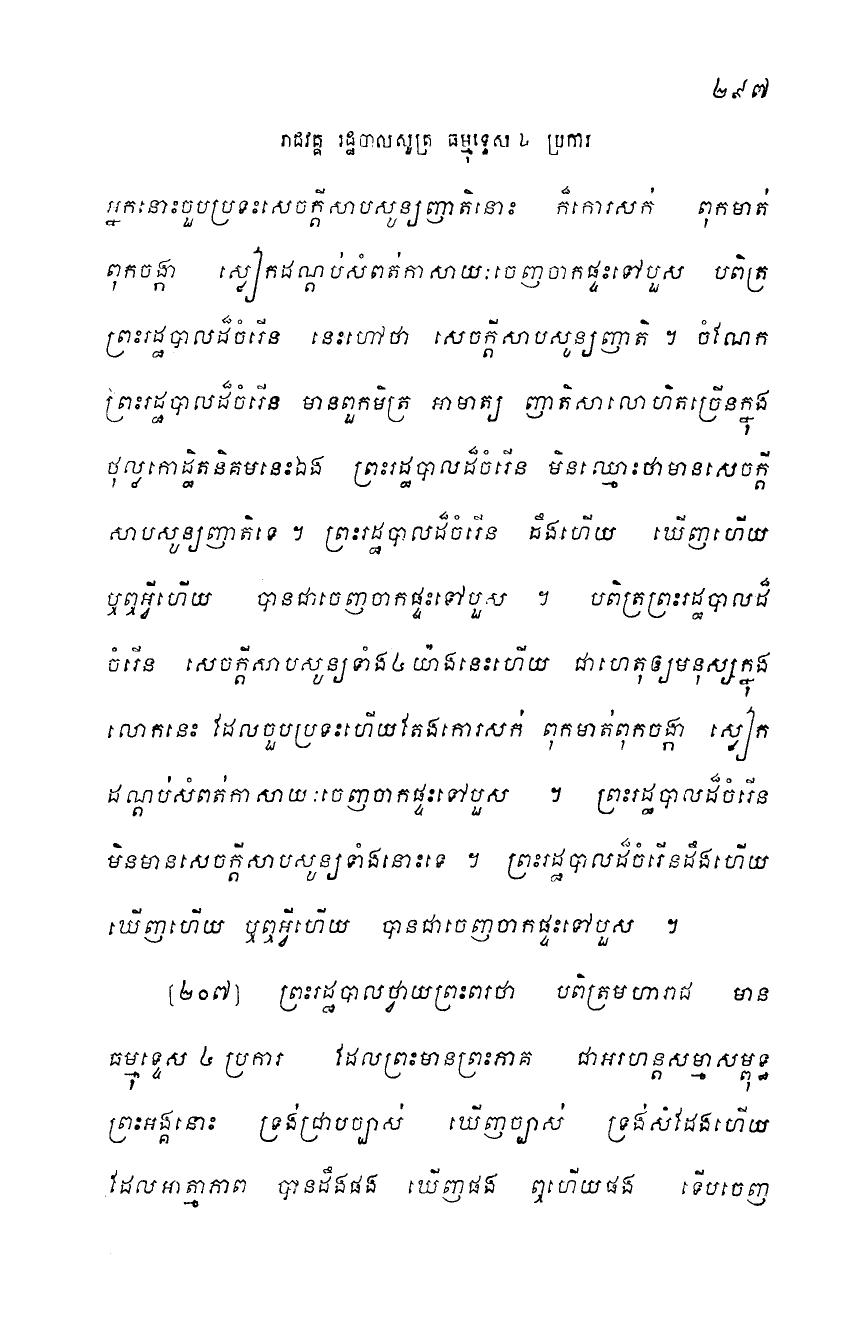 ២៩៧
រាជវគ្គ រដ្ឋបាលសូត្រ ធម្មុទ្ទេស ៤ ប្រការ
អ្នកនោះចួបប្រទះសេចក្តីសាបសូន្យញាតិនោះ ក៏កោរសក់ ពុកមាត់
ពុកចង្កា ស្លៀកដណ្តប់សំពត់កាសាយៈចេញចាកផ្ទះទៅបួស បពិត្រ
ព្រះរដ្ឋបាលដ៏ចំរើន នេះហៅថា សេចក្តីសាបសូន្យញាតិ ។ ចំណែក
ព្រះរដ្ឋបាលដ៏ចំរើន មានពួកមិត្រ អាមាត្យ ញាតិសាលោហិតច្រើនក្នុង
ថុល្លកោដ្ឋិតនិគមនេះឯង ព្រះរដ្ឋបាលដ៏ចំរើន មិនឈ្មោះថាមានសេចក្តី
សាបសូន្យញាតិទេ ។ ព្រះរដ្ឋបាលដ៏ចំរើន ដឹងហើយ ឃើញហើយ
ឬឮអ្វីហើយ បានជាចេញចាកផ្ទះទៅបួស ។ បពិត្រព្រះរដ្ឋបាលដ៏
ចំរើន សេចក្តីសាបសូន្យទាំង៤យ៉ាងនេះហើយ ជាហេតុឲ្យមនុស្សក្នុង
លោកនេះ ដែលចួបប្រទះហើយតែងកោរសក់ ពុកមាត់ពុកចង្កា ស្លៀក
ដណ្តប់សំពត់កាសាយៈចេញចាកផ្ទះទៅបួស ។ ព្រះរដ្ឋបាលដ៏ចំរើន
មិនមានសេចក្តីសាបសូន្យទាំងនោះទេ ។ ព្រះរដ្ឋបាលដ៏ចំរើនដឹងហើយ
ឃើញហើយ ឬឮអ្វីហើយ បានជាចេញចាកផ្ទះទៅបួស ។
[២០៧] ព្រះរដ្ឋបាលថ្វាយព្រះពរថា បពិត្រមហារាជ មាន
ធម្មុទ្ទេស ៤ ប្រការ ដែលព្រះមានព្រះភាគ ជាអរហន្តសម្មាសម្ពុទ្ធ
ព្រះអង្គនោះ ទ្រង់ជ្រាបច្បាស់ ឃើញច្បាស់ ទ្រង់សំដែងហើយ
ដែលអាត្មាភាព បានដឹងផង ឃើញផង ឮហើយផង ទើបចេញ